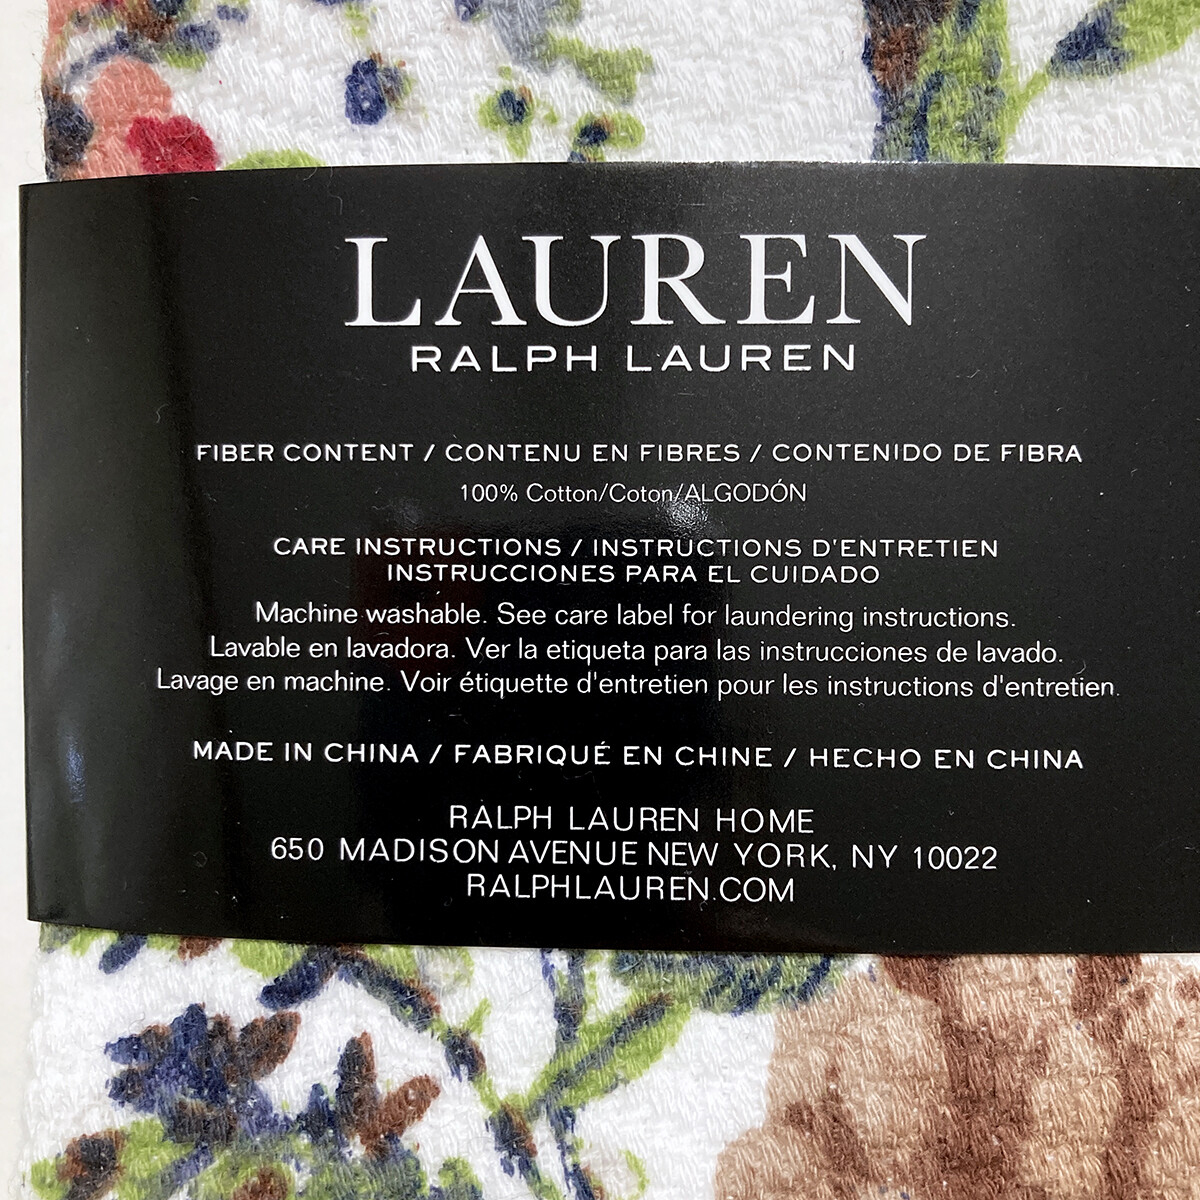 LAUREN
RALPH LAUREN
FIBER CONTENT / CONTENU EN FIBRES / CONTENIDO DE FIBRA
100% Cotton/Coton/ALGODÓN
CARE INSTRUCTIONS / INSTRUCTIONS D'ENTRETIEN
INSTRUCCIONES PARA EL CUIDADO
Machine washable. See care label for laundering instructions.
Lavable en lavadora. Ver la etiqueta para las instrucciones de lavado.
Lavage en machine. Voir étiquette d'entretien pour les instructions d'entretien.
MADE IN CHINA / FABRIQUÉ EN CHINE / HECHO EN CHINA
RALPH LAUREN HOME
650 MADISON AVENUE NEW YORK, NY 10022
RALPHLAUREN.COM